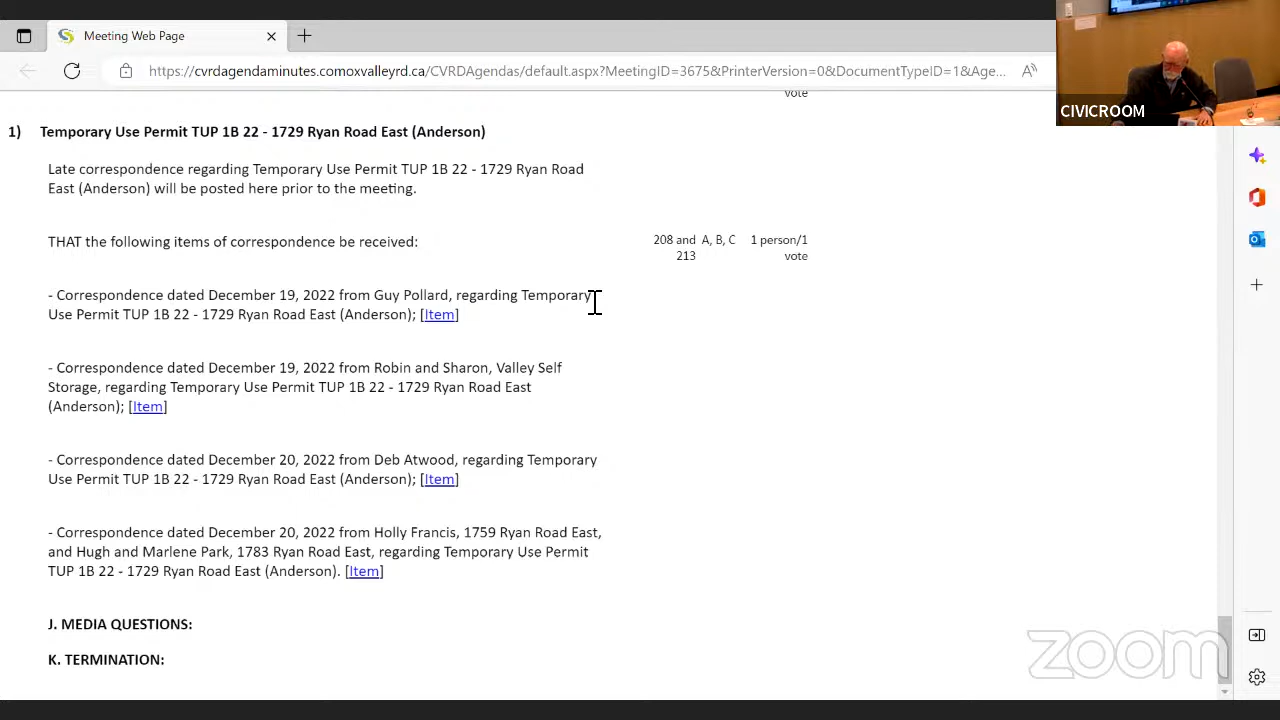 Meeting Web Page
https://cvrdagendaminutes.comoxvalleyrd.ca/CVRDAgendas/default.aspx?MeetingID=3675&PrinterVersion=0&DocumentTypeID=1&Age...
CIVICROOM
vote
1) Temporary Use Permit TUP 1B 22 - 1729 Ryan Road East (Anderson)
Late correspondence regarding Temporary Use Permit TUP 1B 22 - 1729 Ryan Road
East (Anderson) will be posted here prior to the meeting.
THAT the following items of correspondence be received:
208 and A, B, C 1 person/1
213 vote
- Correspondence dated December 19, 2022 from Guy Pollard, regarding Temporary
Use Permit TUP 1B 22 - 1729 Ryan Road East (Anderson); [Item]
- Correspondence dated December 19, 2022 from Robin and Sharon, Valley Self
Storage, regarding Temporary Use Permit TUP 1B 22 - 1729 Ryan Road East
(Anderson); [Item]
- Correspondence dated December 20, 2022 from Deb Atwood, regarding Temporary
Use Permit TUP 1B 22 - 1729 Ryan Road East (Anderson); [Item]
- Correspondence dated December 20, 2022 from Holly Francis, 1759 Ryan Road East,
and Hugh and Marlene Park, 1783 Ryan Road East, regarding Temporary Use Permit
TUP 1B 22 - 1729 Ryan Road East (Anderson). [Item]
J. MEDIA QUESTIONS:
K. TERMINATION:
zoom